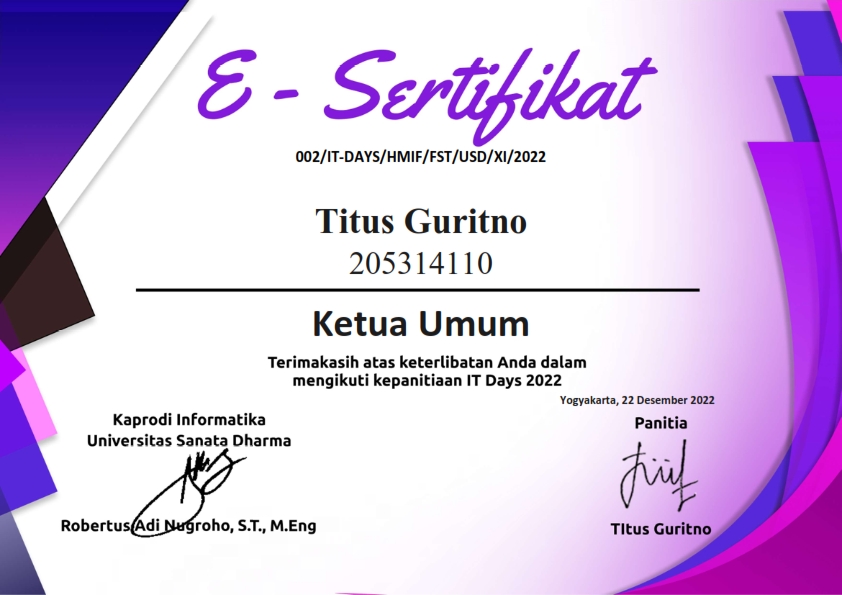 E - Sertifikat
002/IT-DAYS/HMIF/FST/USD/XI/2022
Titus Guritno
205314110
Ketua Umum
Terimakasih atas keterlibatan Anda dalam
mengikuti kepanitiaan IT Days 2022
Yogyakarta, 22 Desember 2022
Kaprodi Informatika
Universitas Sanata Dharma
Robertus Adi Nugroho, S.T., M.Eng
Panitia
TItus Guritno